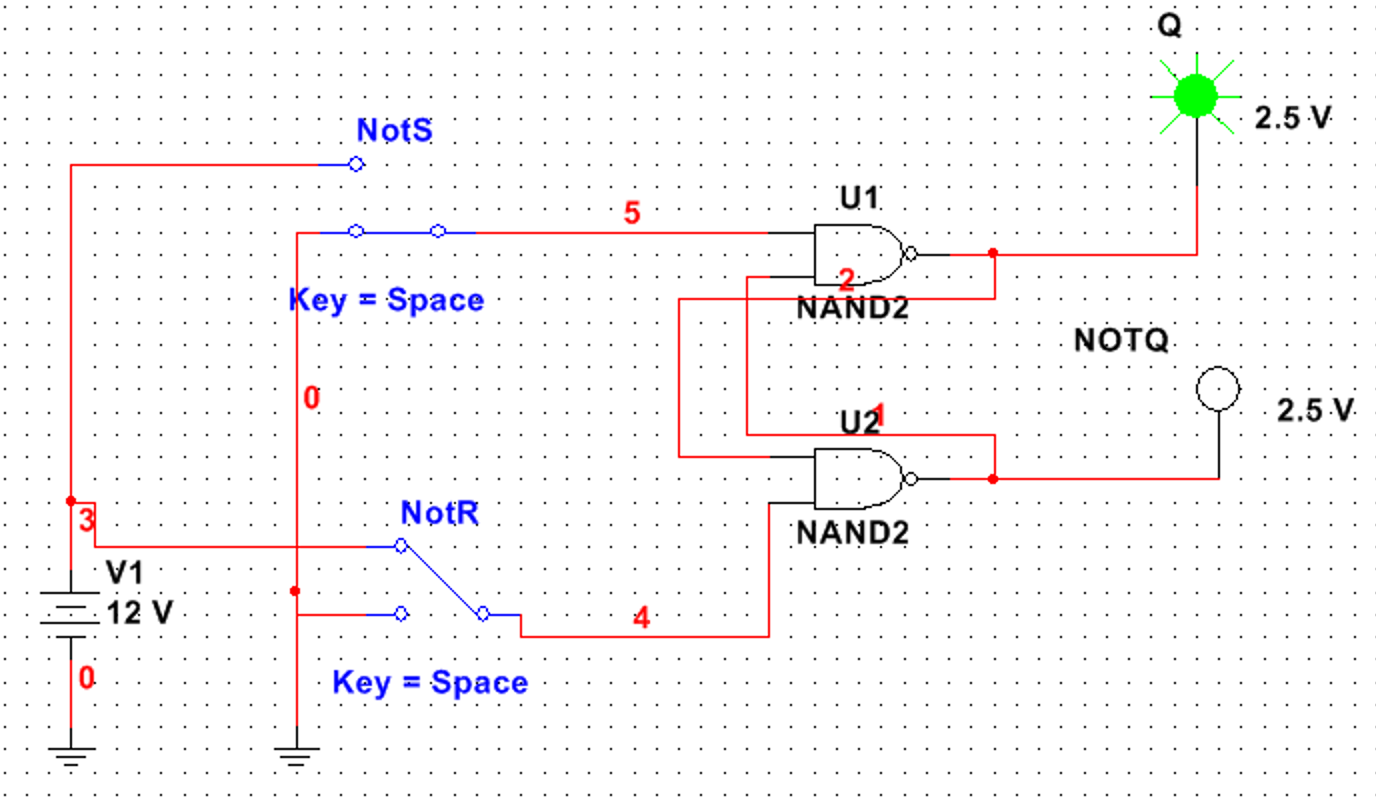 Q
2.5 V
NotS
U1
5
2
Key = Space
NAND2
NOTQ
0
2.5 V
1
U2
NotR
3
NAND2
V1
12 V
4
0
Key = Space